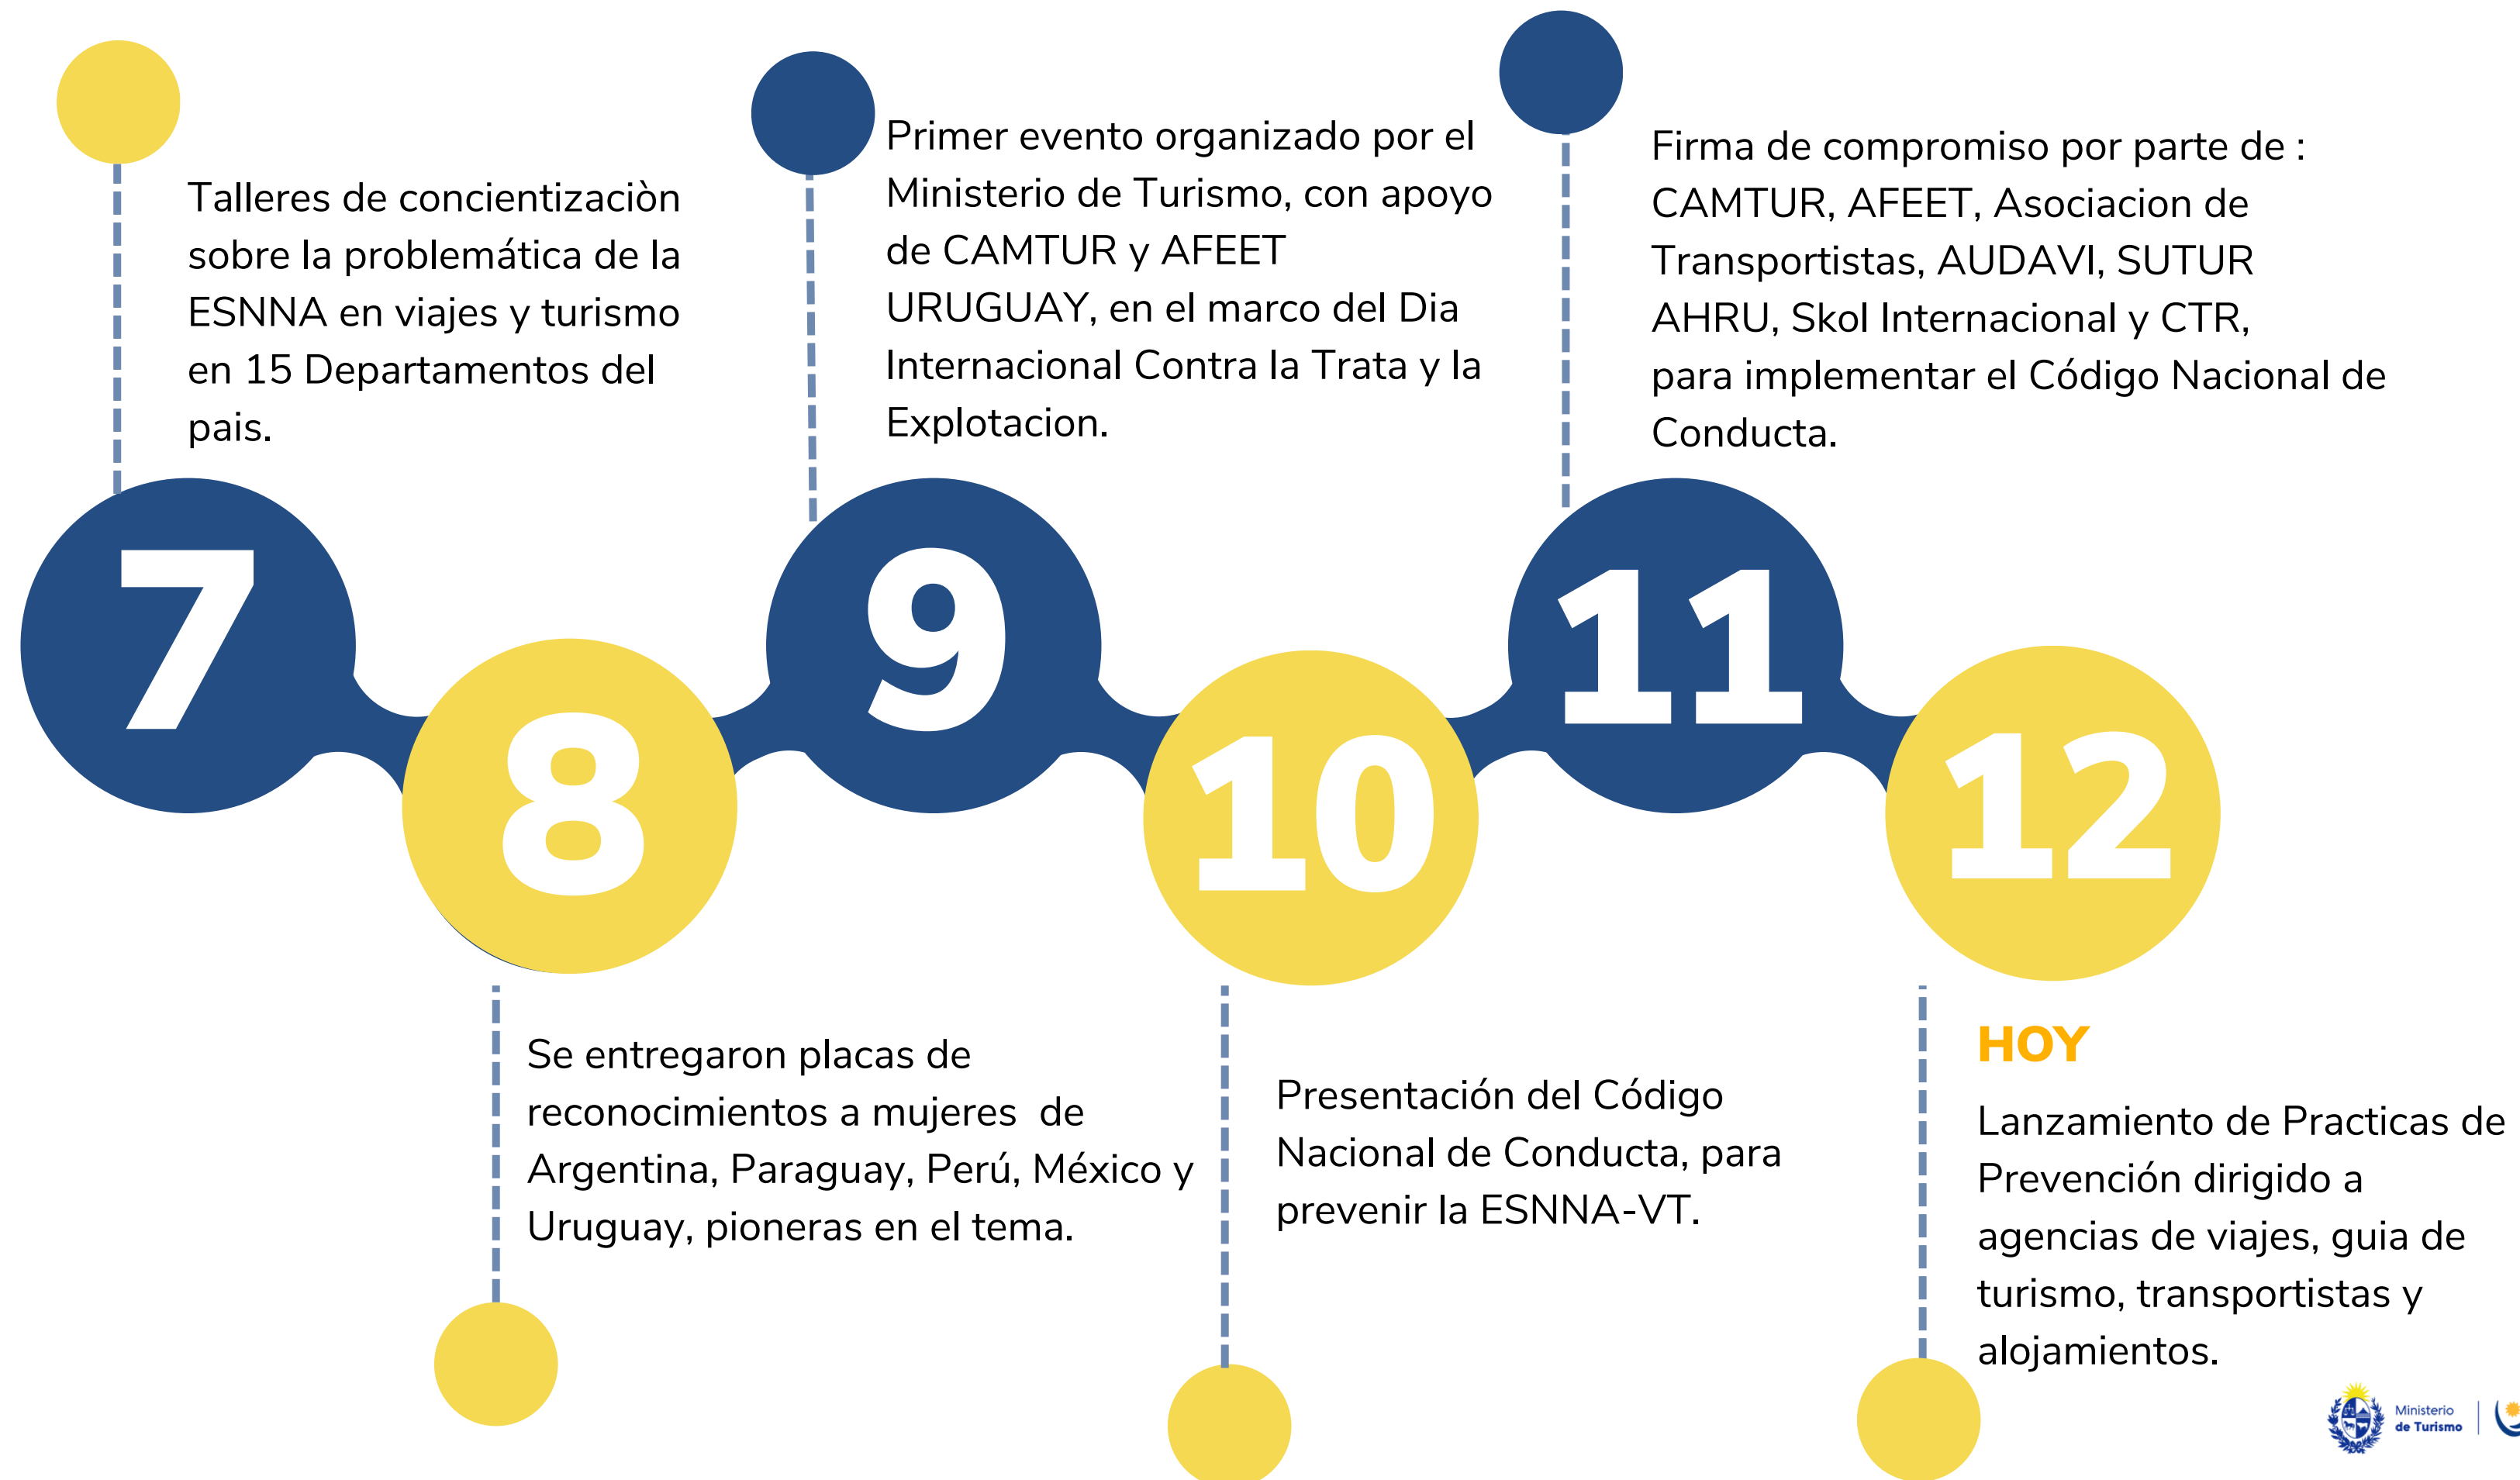 7
Talleres de concientizaciòn
sobre la problemática de la
ESNNA en viajes y turismo
en 15 Departamentos del
pais.
8
Se entregaron placas de
reconocimientos a mujeres  de
Argentina, Paraguay, Perú, México y
Uruguay, pioneras en el tema.
9
Primer evento organizado por el
Ministerio de Turismo, con apoyo
de CAMTUR y AFEET
URUGUAY, en el marco del Dia
Internacional Contra la Trata y la
Explotacion.
10
Presentación del Código
Nacional de Conducta, para
prevenir la ESNNA-VT.
11
Firma de compromiso por parte de :
CAMTUR, AFEET, Asociacion de
Transportistas, AUDAVI, SUTUR
AHRU, Skol Internacional y CTR,
para implementar el Código Nacional de
Conducta.
12
HOY
Lanzamiento de Practicas de
Prevención dirigido a
agencias de viajes, guia de
turismo, transportistas y
alojamientos.
Ministerio
de Turismo